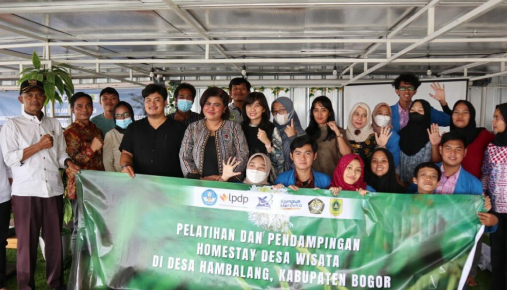 lpdp
PELATIHAN DAN PENDAMPINGAN
HOMESTAY DESA WISATA
DI DESA HAMBALANG, KABUPATEN BOGOR